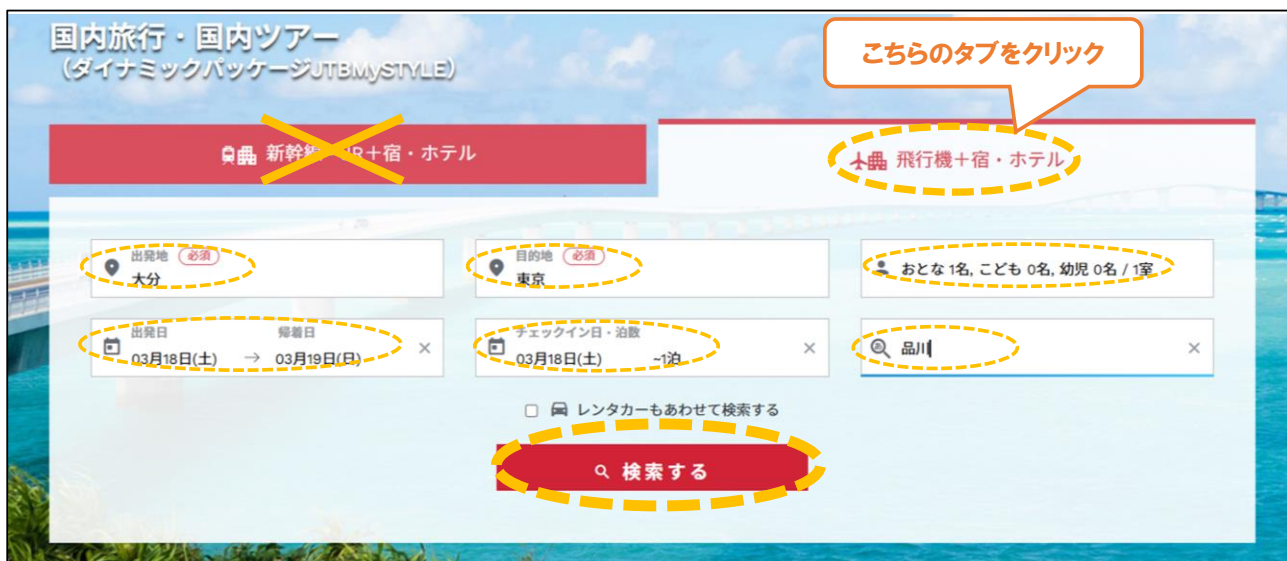 国内旅行・国内ツアー
(ダイナミックパッケージJTBMySTYLE)
こちらのタブをクリック
新幹線 JR+宿・ホテル
飛行機+宿・ホテル
出発地 必須
大分
目的地 必須
東京
おとな 1名, こども 0名, 幼児 0名 / 1室
出発日 帰着日
03月18日(土) → 03月19日(日)
チェックイン日・泊数
03月18日(土) ~1泊
品川
レンタカーもあわせて検索する
検索する